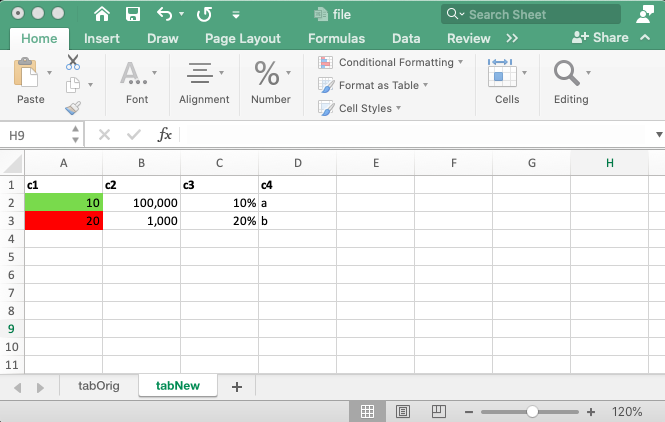 file
Search Sheet
Home Insert Draw Page Layout Formulas Data Review >> Share
Paste Font Alignment Number Conditional Formatting Format as Table Cell Styles Cells Editing
A.. %
H9 fx
A B C D E F G H
1 c1 c2 c3 c4
2 10 100,000 10% a
3 20 1,000 20% b
4
5
6
7
8
9
10
11
tabOrig tabNew +
- + 120%